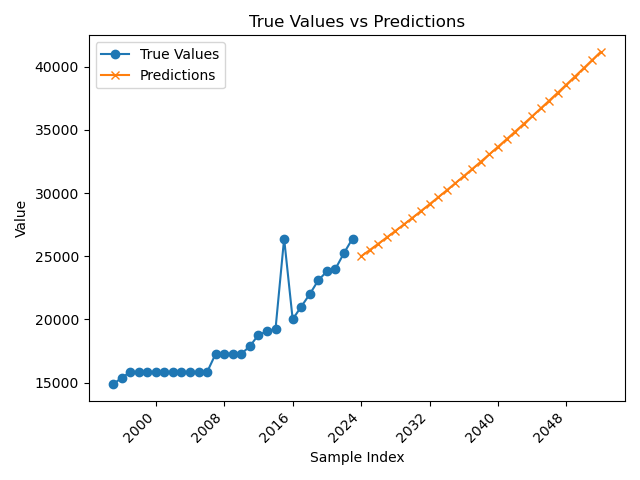 True Values vs Predictions
True Values
Predictions
40000
35000
30000
25000
20000
15000
Value
2000
2008
2016
2024
2032
2040
2048
Sample Index